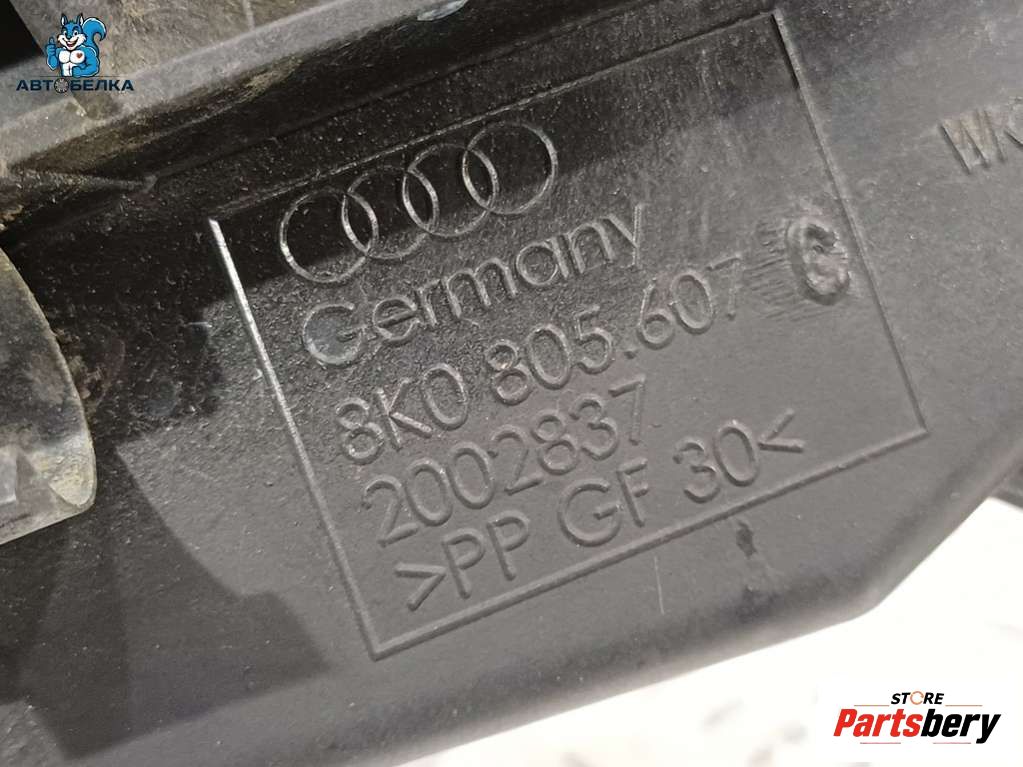 АВТОБЕЛКА
Germany
8K0 805.607 C
2002837
>PP GF 30<
STORE
Partsbery